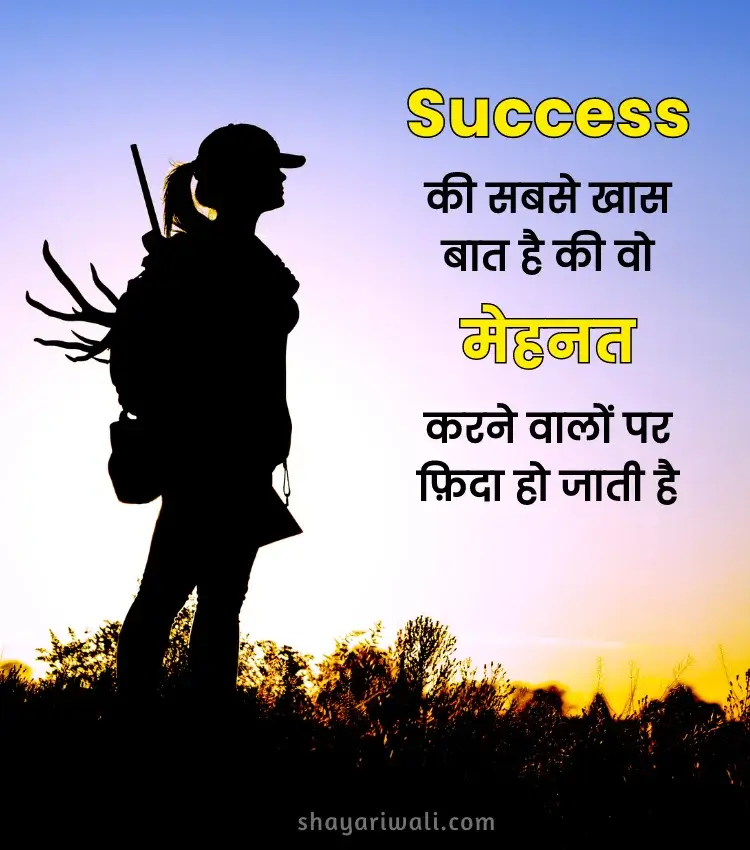 Success
की सबसे खास
बात है की वो
मेहनत
करने वालों पर
फ़िदा हो जाती है
shayariwali.com